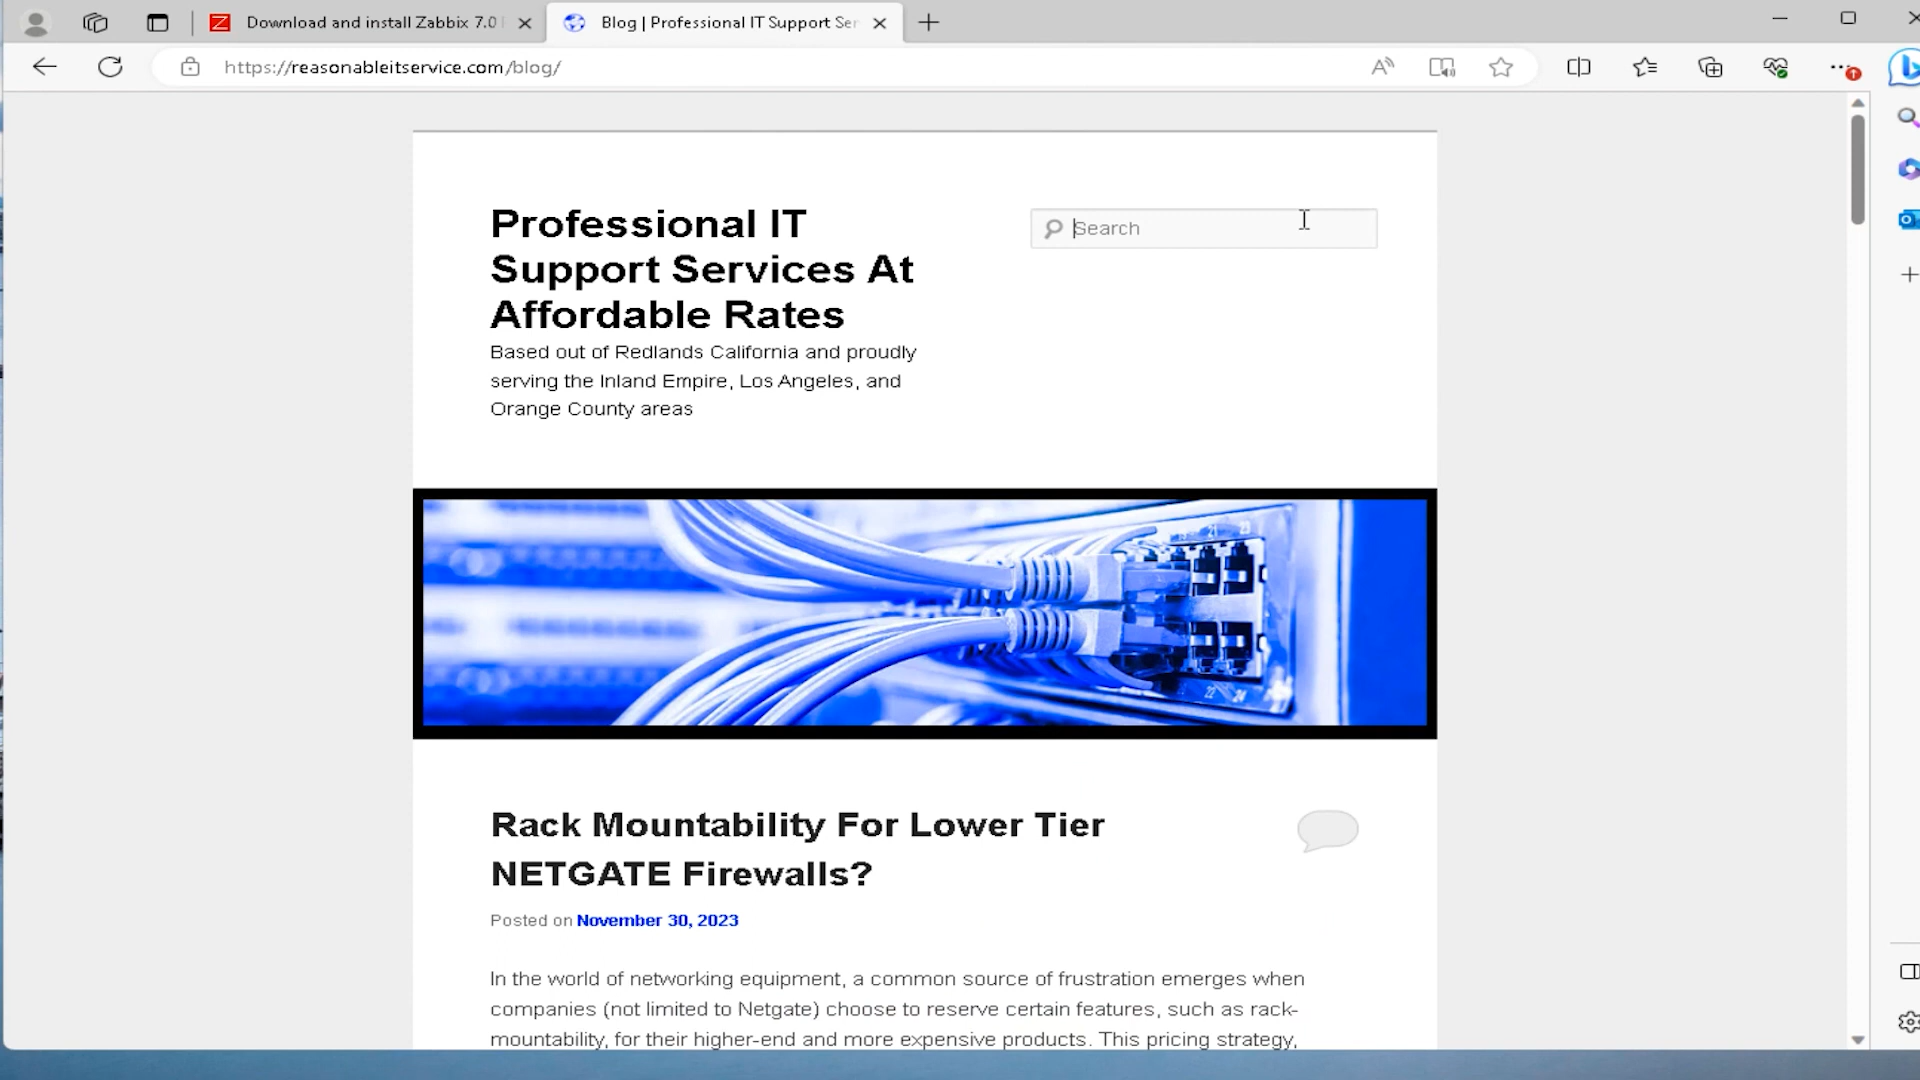 Download and install Zabbix 7.0
Blog | Professional IT Support Ser
https://reasonableitservice.com/blog/
Professional IT
Support Services At
Affordable Rates
Search
Based out of Redlands California and proudly
serving the Inland Empire, Los Angeles, and
Orange County areas
21 23
22 24
Rack Mountability For Lower Tier
NETGATE Firewalls?
Posted on November 30, 2023
In the world of networking equipment, a common source of frustration emerges when
companies (not limited to Netgate) choose to reserve certain features, such as rack-
mountability, for their higher-end and more expensive products. This pricing strategy,